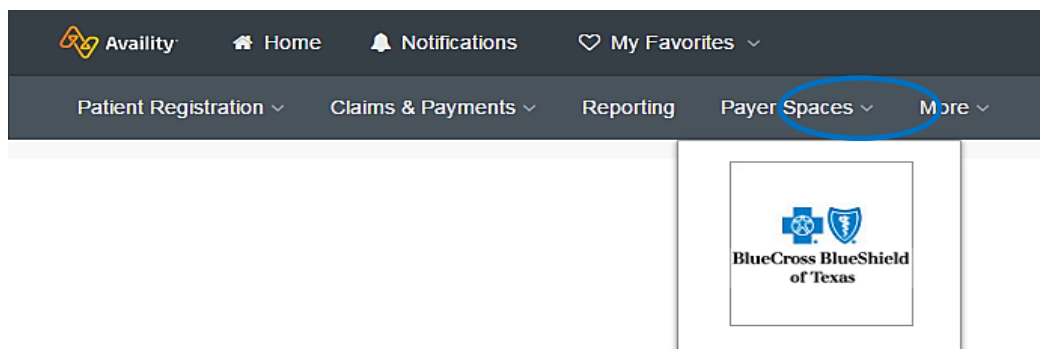 Availity Home Notifications My Favorites
Patient Registration Claims & Payments Reporting Payer Spaces More
BlueCross BlueShield
of Texas